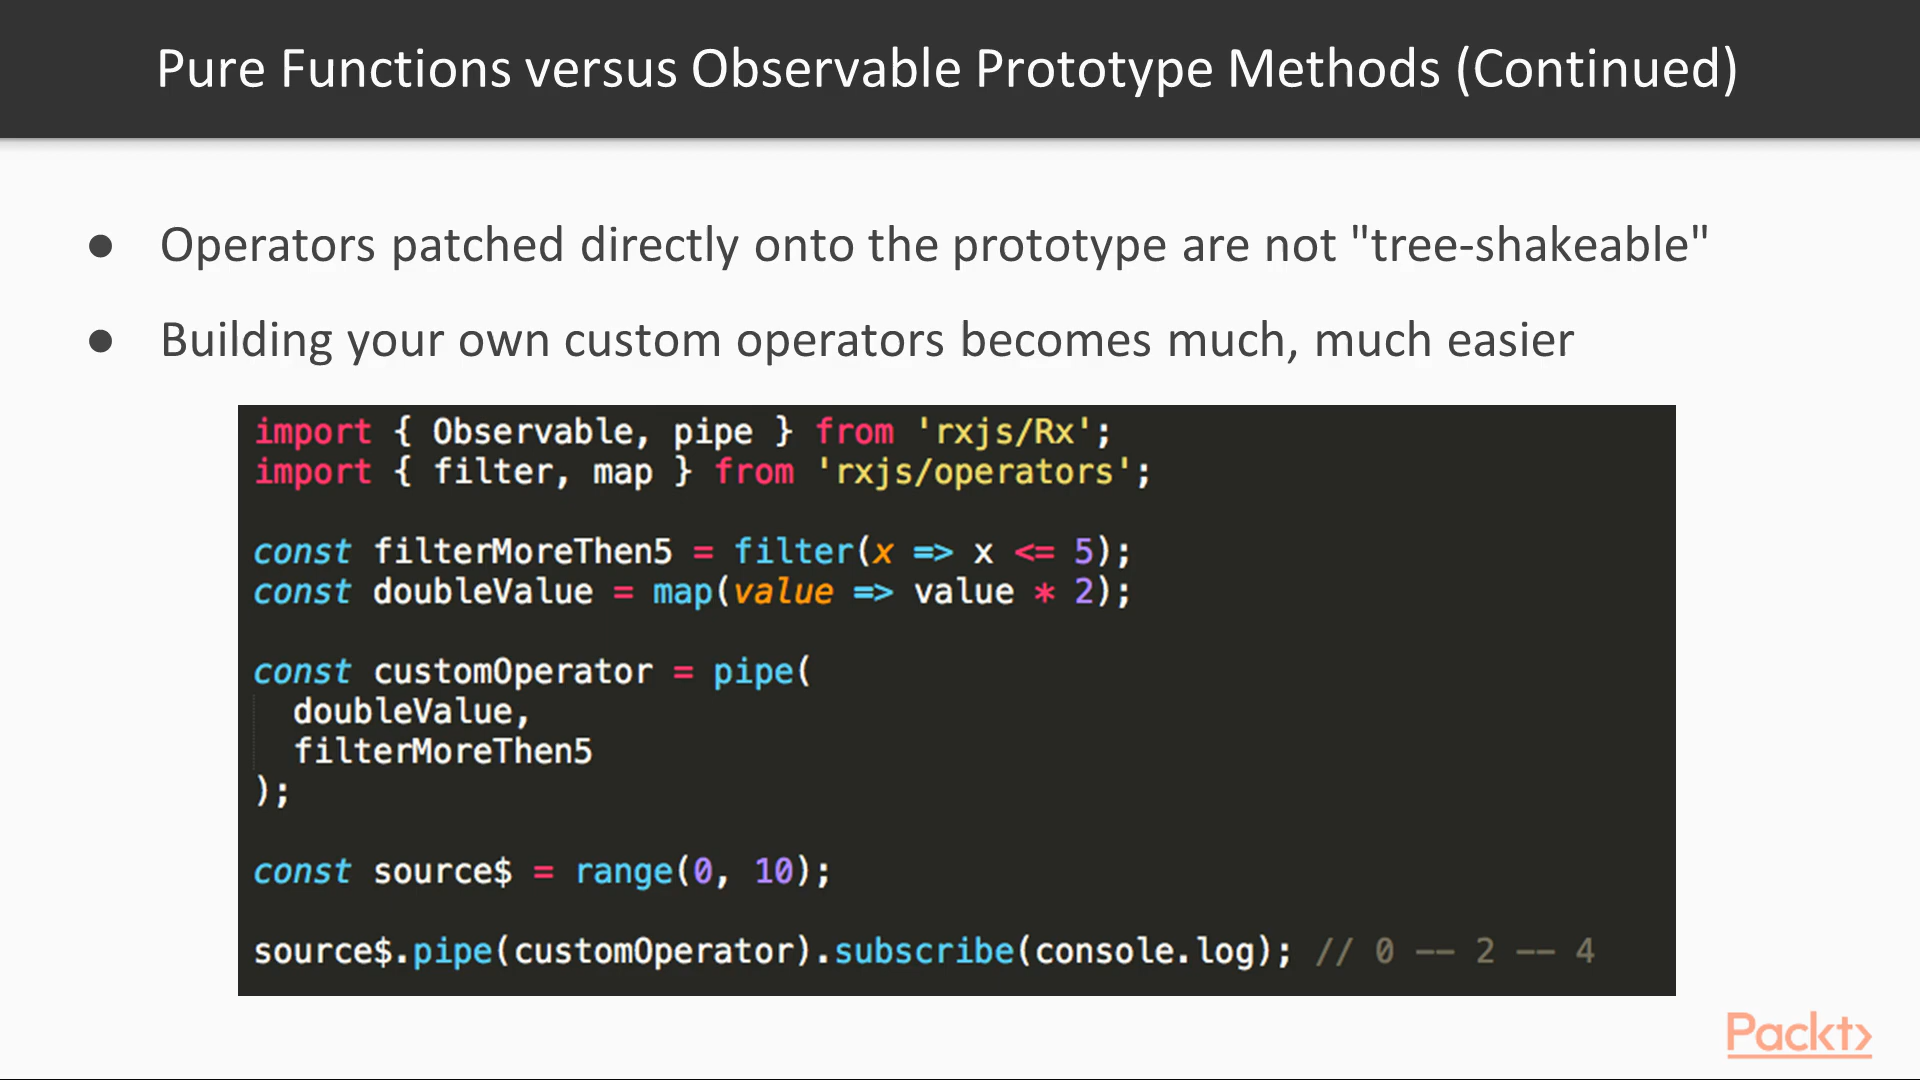 Pure Functions versus Observable Prototype Methods (Continued)
● Operators patched directly onto the prototype are not "tree-shakeable"
● Building your own custom operators becomes much, much easier
import { Observable, pipe } from 'rxjs/Rx';
import { filter, map } from 'rxjs/operators';
const filterMoreThen5 = filter(x => x <= 5);
const doubleValue = map(value => value * 2);
const customOperator = pipe(
  doubleValue,
  filterMoreThen5
);
const source$ = range(0, 10);
source$.pipe(customOperator).subscribe(console.log); // 0 -- 2 -- 4
Packt>